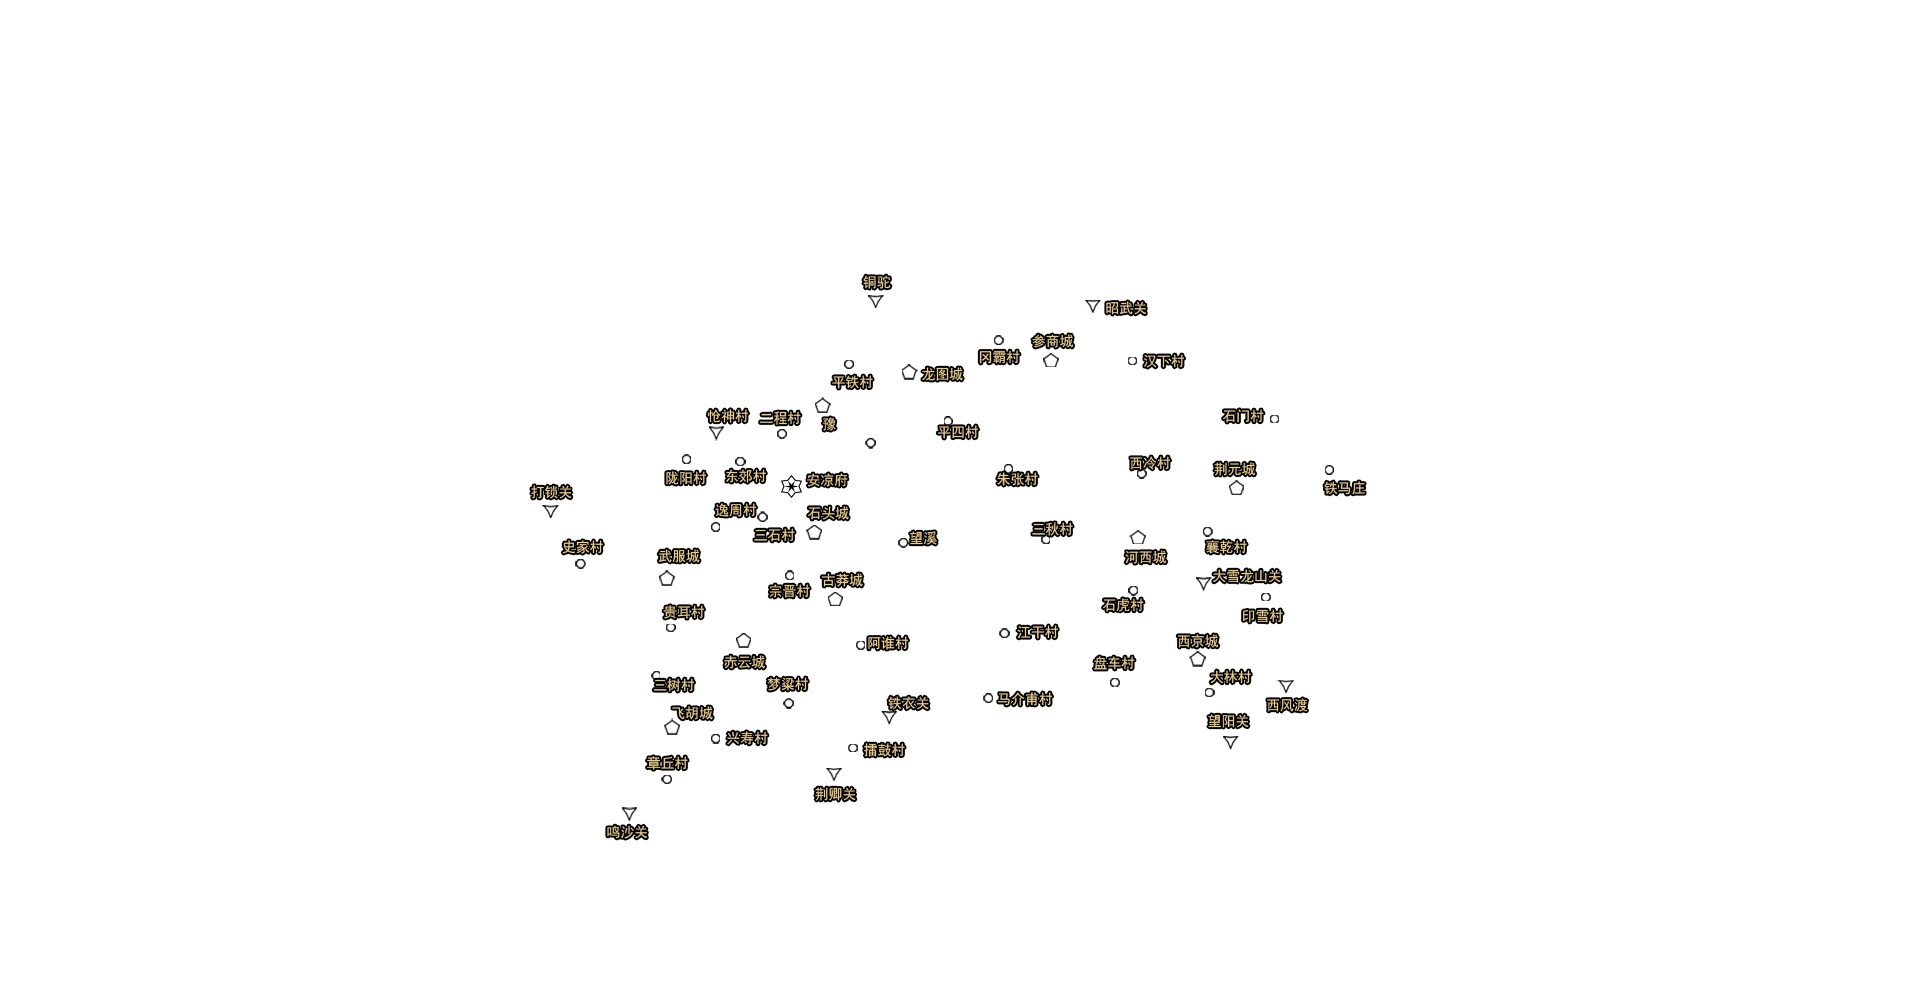 铜驼
昭武关
参商城
冈霸村
汉下村
龙图城
平铁村
怆神村
二程村
豫
平四村
石门村
西冷村
荆元城
陇阳村
东郊村
安凉府
朱张村
铁马庄
打锁关
逸周村
石头城
三石村
三秋村
望溪
史家村
武服城
河西城
襄乾村
大雪龙山关
宗晋村
古莽城
石虎村
贵耳村
印雪村
江干村
阿谁村
西京城
赤云城
盘车村
三树村
梦粱村
大林村
铁衣关
马介甫村
西风渡
飞胡城
望阳关
兴寿村
擂鼓村
章丘村
荆卿关
鸣沙关